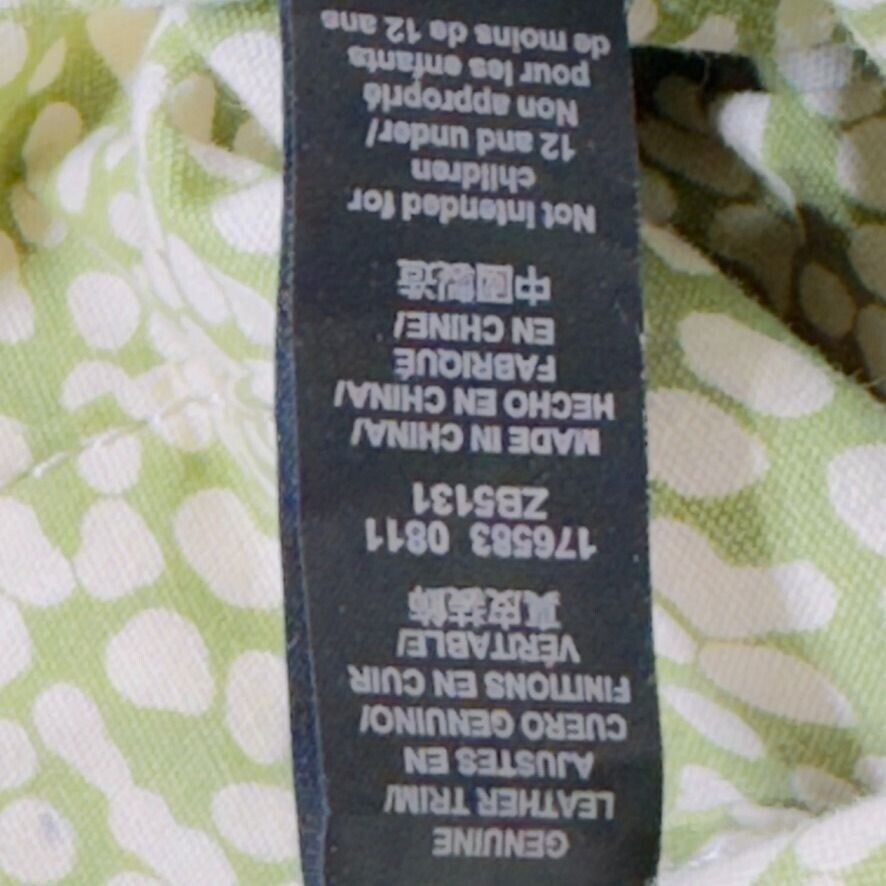 GENUINE
LEATHER TRIM/
AJUSTES EN
CUERO GENUINO/
FINITIONS EN CUIR
VÉRITABLE/
真皮装飾
176583 0811
ZB5131
MADE IN CHINA/
HECHO EN CHINA/
FABRIQUÉ
EN CHINE/
中國製造
Not intended for
children
12 and under/
Non approprié
pour les enfants
de moins de 12 ans